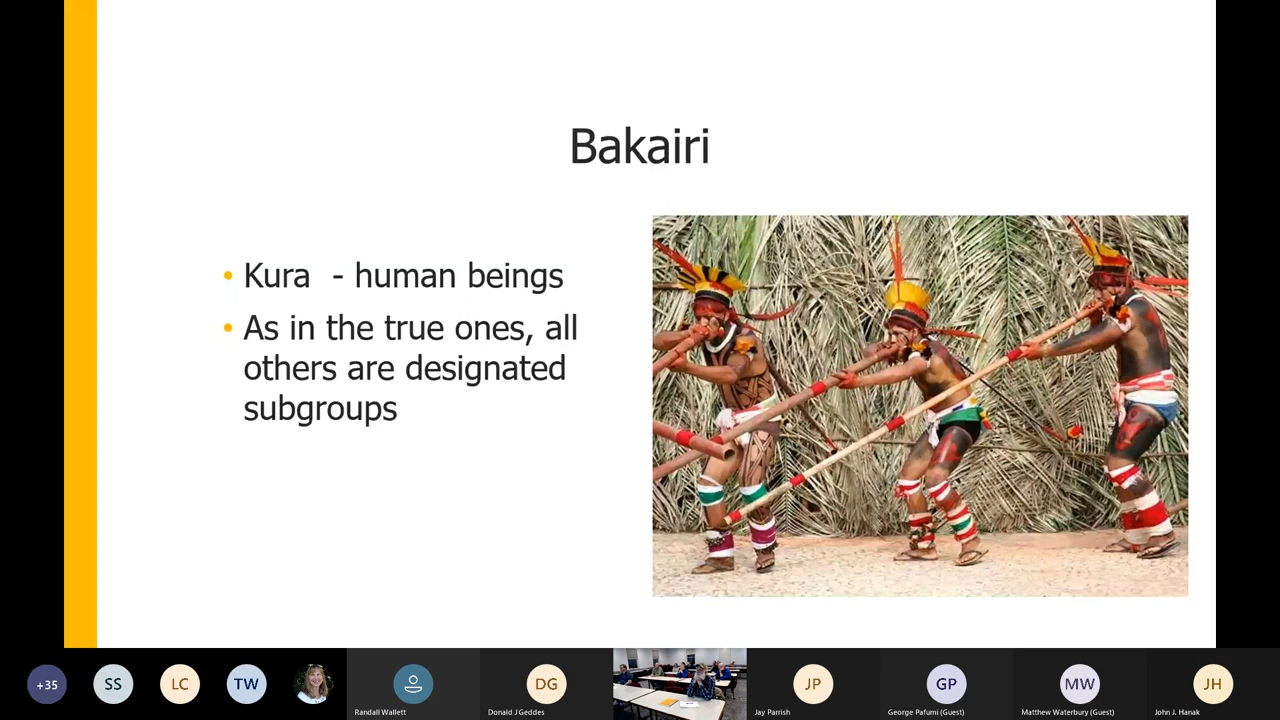 Bakairi
• Kura - human beings
• As in the true ones, all
others are designated
subgroups
+35
SS
LC
TW
Randall Wallett
DG
Donald J Geddes
JP
Jay Parrish
GP
George Pafumi (Guest)
MW
Matthew Waterbury (Guest)
JH
John J. Hanak